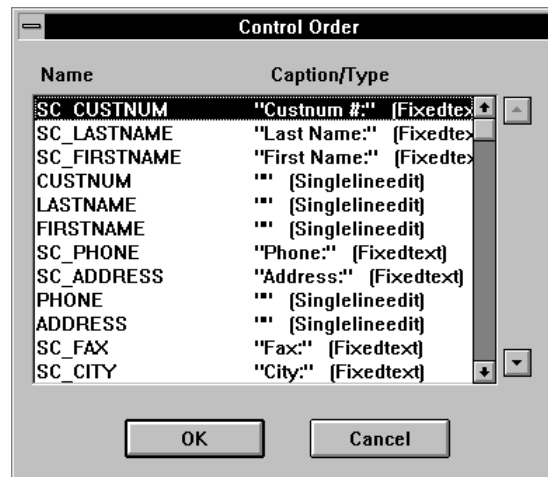 Control Order
Name Caption/Type
SC_CUSTNUM "Custnum #:" (Fixedtex
SC_LASTNAME "Last Name:" (Fixedtex
SC_FIRSTNAME "First Name:" (Fixedtex
CUSTNUM "" (Singlelineedit)
LASTNAME "" (Singlelineedit)
FIRSTNAME "" (Singlelineedit)
SC_PHONE "Phone:" (Fixedtext)
SC_ADDRESS "Address:" (Fixedtext)
PHONE "" (Singlelineedit)
ADDRESS "" (Singlelineedit)
SC_FAX "Fax:" (Fixedtext)
SC_CITY "City:" (Fixedtext)
OK Cancel